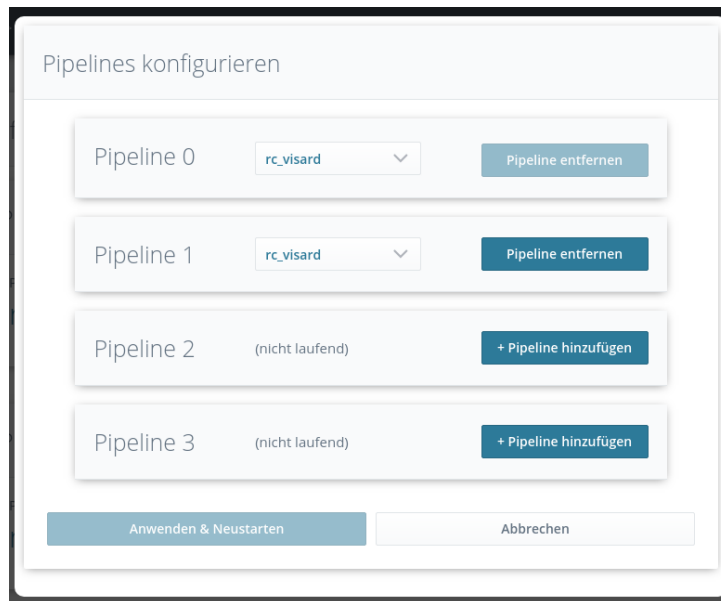 Pipelines konfigurieren
Pipeline 0 rc_visard Pipeline entfernen
Pipeline 1 rc_visard Pipeline entfernen
Pipeline 2 (nicht laufend) + Pipeline hinzufügen
Pipeline 3 (nicht laufend) + Pipeline hinzufügen
Anwenden & Neustarten Abbrechen